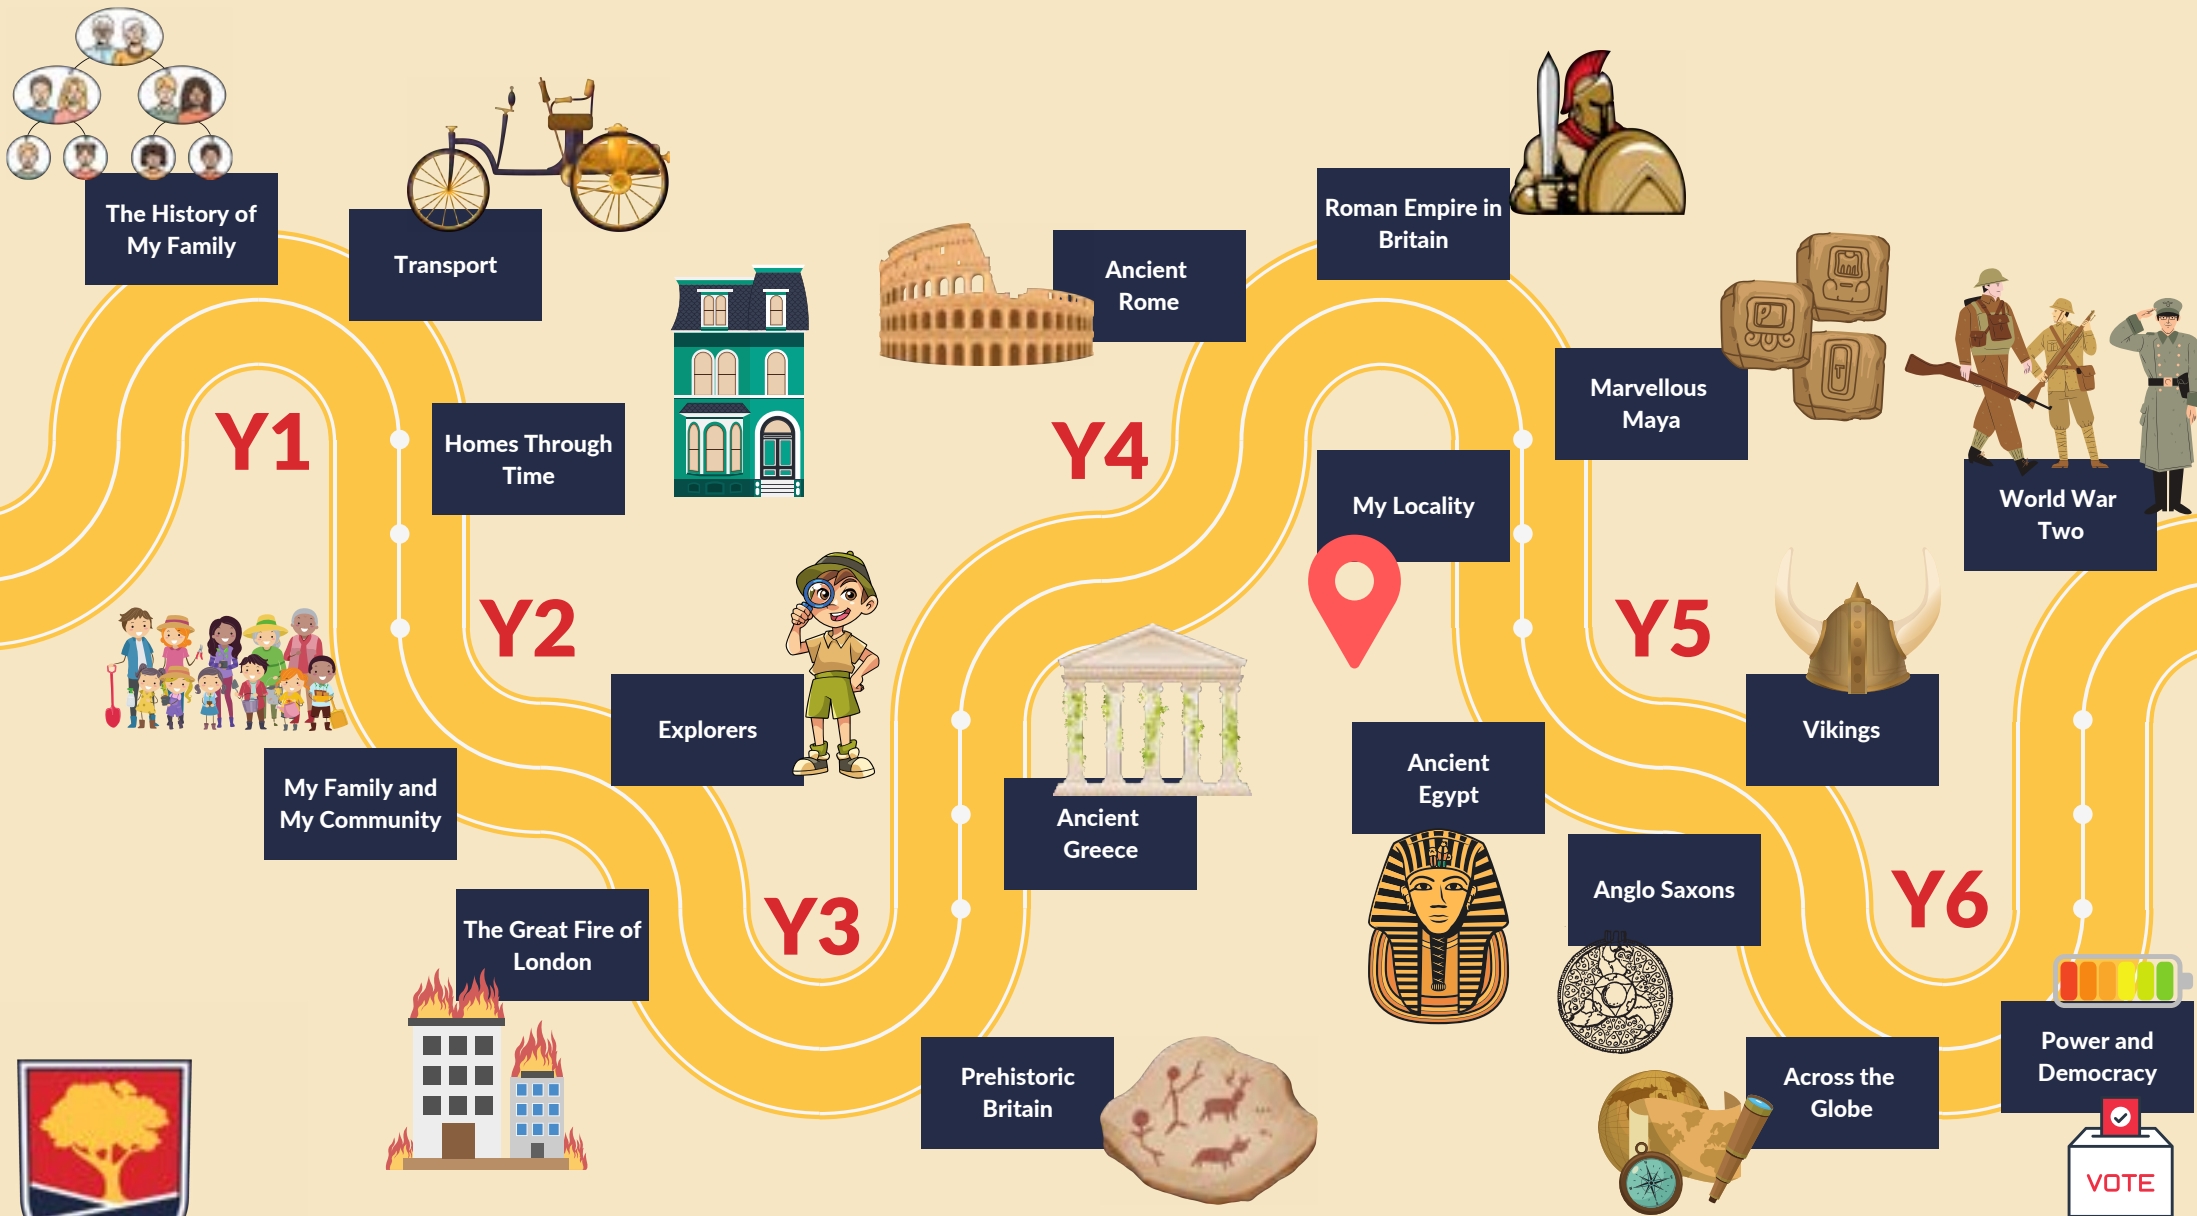 The History of
My Family
Transport
Y1
Homes Through
Time
My Family and
My Community
Y2
Explorers
The Great Fire of
London
Y3
Prehistoric
Britain
Ancient
Greece
Y4
Ancient
Rome
Roman Empire in
Britain
My Locality
Marvellous
Maya
Ancient
Egypt
Y5
Anglo Saxons
Vikings
Y6
Across the
Globe
Power and
Democracy
VOTE
World War
Two